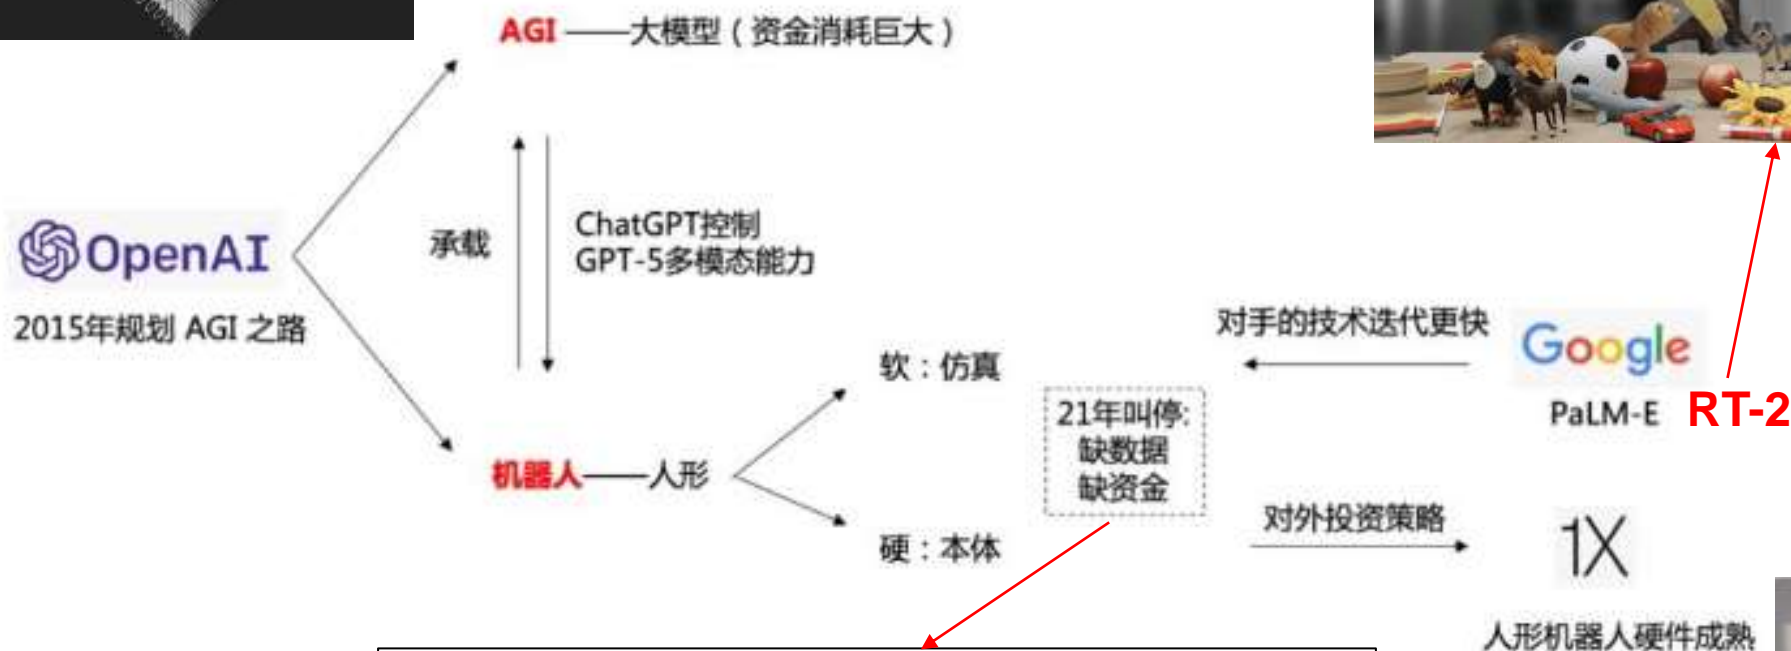 AGI——大模型（资金消耗巨大）
OpenAI
2015年规划 AGI 之路
承载
ChatGPT控制
GPT-5多模态能力
机器人——人形
软：仿真
硬：本体
21年叫停:
缺数据
缺资金
对手的技术迭代更快
Google
PaLM-E
RT-2
对外投资策略
1X
人形机器人硬件成熟